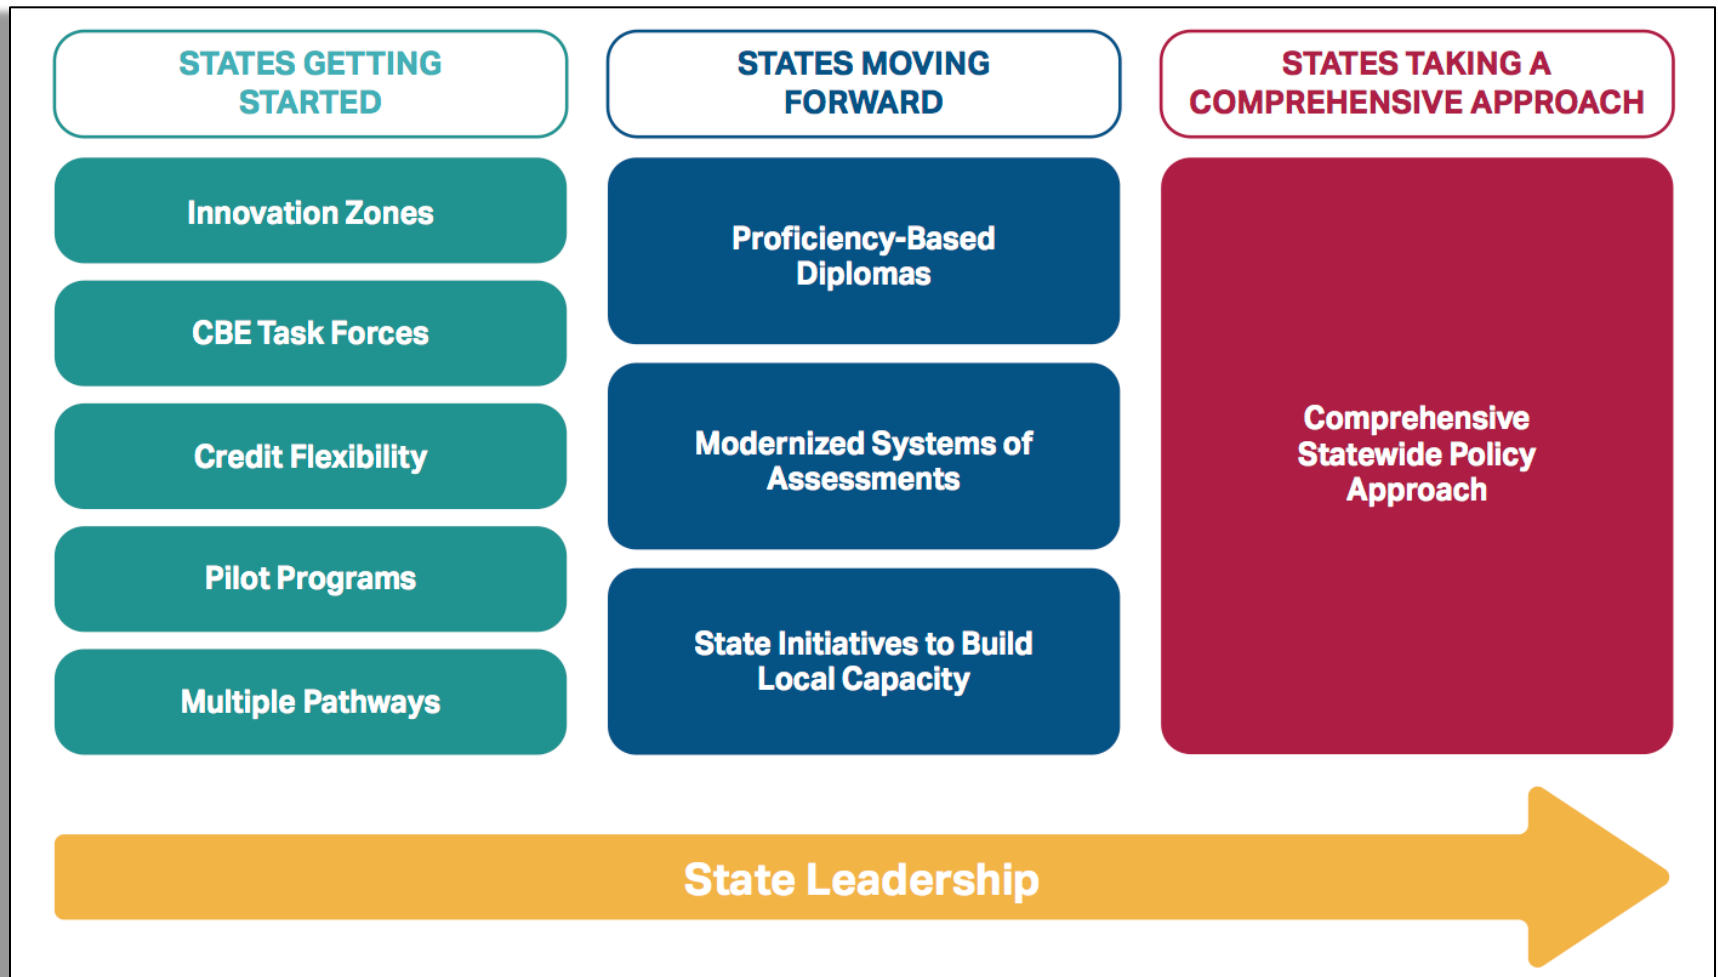 STATES GETTING
STARTED
Innovation Zones
CBE Task Forces
Credit Flexibility
Pilot Programs
Multiple Pathways
STATES MOVING
FORWARD
Proficiency-Based
Diplomas
Modernized Systems of
Assessments
State Initiatives to Build
Local Capacity
STATES TAKING A
COMPREHENSIVE APPROACH
Comprehensive
Statewide Policy
Approach
State Leadership